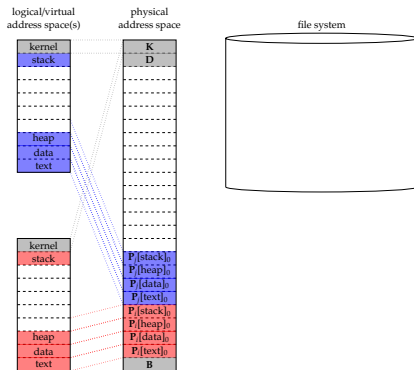 logical/virtual
address space(s)
physical
address space
file system
kernel
stack
heap
data
text
kernel
stack
heap
data
text
K
D
P_j[stack]_0
P_j[heap]_0
P_j[data]_0
P_j[text]_0
P_i[stack]_0
P_i[heap]_0
P_i[data]_0
P_i[text]_0
B